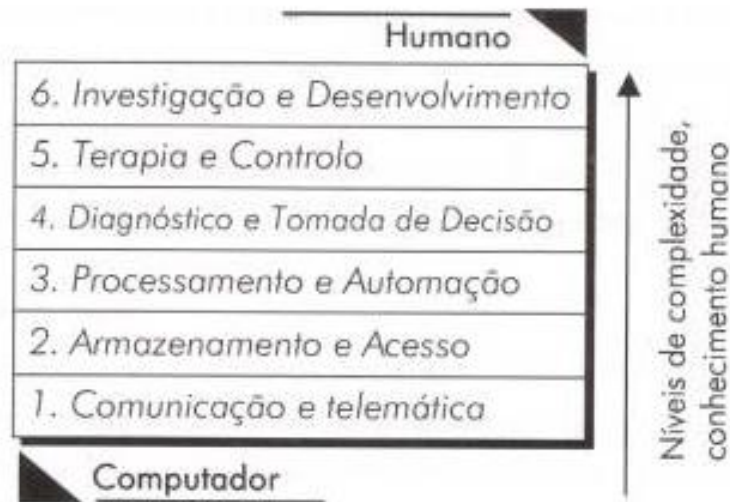 Humano
6. Investigação e Desenvolvimento
5. Terapia e Controlo
4. Diagnóstico e Tomada de Decisão
3. Processamento e Automação
2. Armazenamento e Acesso
1. Comunicação e telemática
Computador
Níveis de complexidade,
conhecimento humano